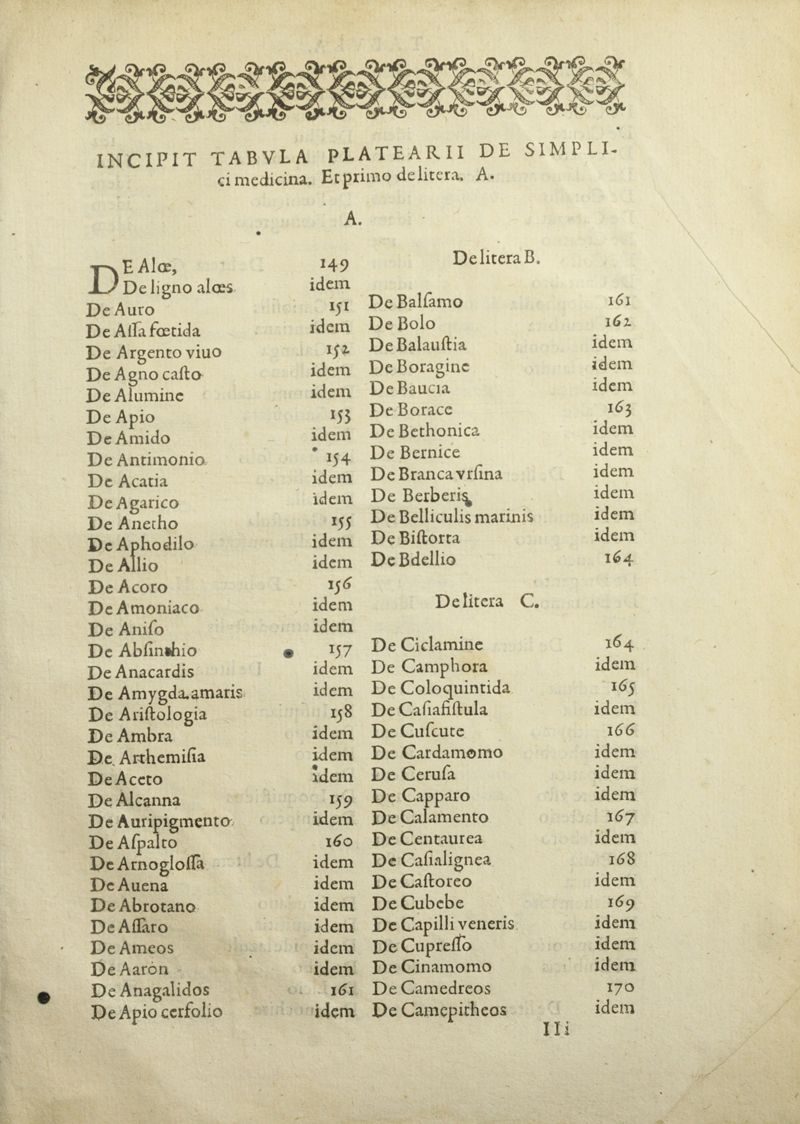 INCIPIT TABVLA PLATEARII DE SIMPLI-
ci medicina. Et primo de litera. A.
A.
DE Alœ, 149
De ligno alœs idem
De Auro 151
De Aſſa fœtida idem
De Argento viuo 152
De Agno caſto idem
De Alumine idem
De Apio 153
De Amido idem
De Antimonio 154
De Acatia idem
De Agarico idem
De Anetho 155
De Aphodilo idem
De Allio idem
De Acoro 156
De Amoniaco idem
De Aniſo idem
De Abſinthio 157
De Anacardis idem
De Amygda.amaris idem
De Ariſtologia 158
De Ambra idem
De Arthemiſia idem
De Aceto idem
De Alcanna 159
De Auripigmento idem
De Aſpalto 160
De Arnogloſſa idem
De Auena idem
De Abrotano idem
De Aſſaro idem
De Ameos idem
De Aaron idem
De Anagalidos 161
De Apio cerfolio idem
De litera B.
De Balſamo 161
De Bolo 162
De Balauſtia idem
De Boragine idem
De Baucia idem
De Borace 163
De Bethonica idem
De Bernice idem
De Branca vrſina idem
De Berberis idem
De Belliculis marinis idem
De Biſtorta idem
De Bdellio 164
De litera C.
De Ciclamine 164
De Camphora idem
De Coloquintida 165
De Caſiafiſtula idem
De Cuſcute 166
De Cardamomo idem
De Ceruſa idem
De Capparo idem
De Calamento 167
De Centaurea idem
De Caſialignea 168
De Caſtoreo idem
De Cubebe 169
De Capilli veneris idem
De Cupreſſo idem
De Cinamomo idem
De Camedreos 170
De Camepitheos idem
IIi